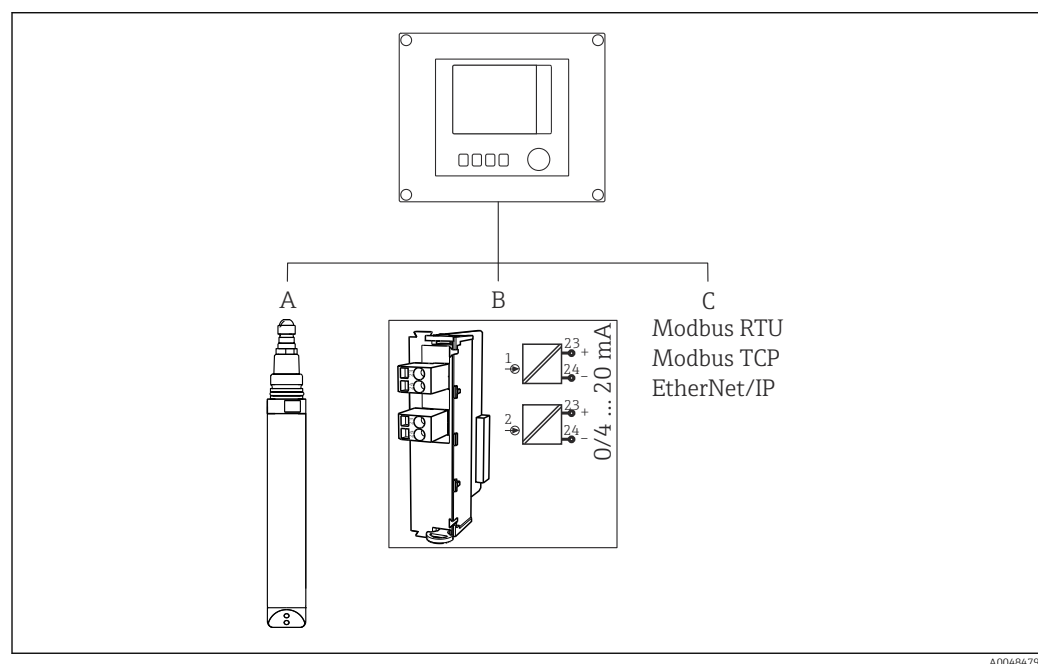 A
B
C
Modbus RTU
Modbus TCP
EtherNet/IP
1
23
+
24
-
2
23
+
24
-
0/4 ... 20 mA
A0048479